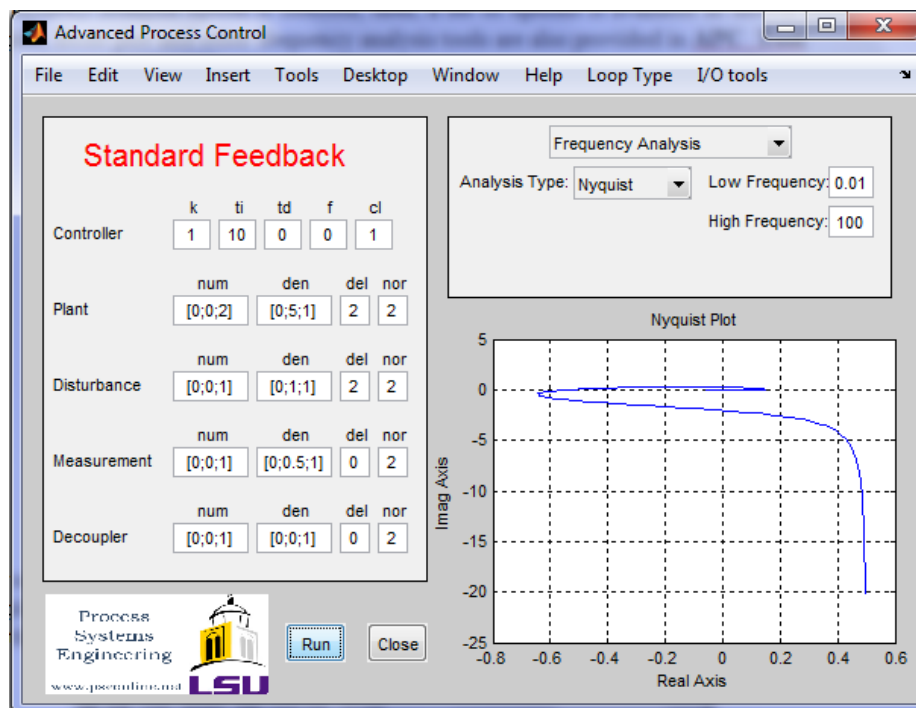 Advanced Process Control
File Edit View Insert Tools Desktop Window Help Loop Type I/O tools
Standard Feedback
k ti td f cl
Controller 1 10 0 0 1
num den del nor
Plant [0;0;2] [0;5;1] 2 2
num den del nor
Disturbance [0;0;1] [0;1;1] 2 2
num den del nor
Measurement [0;0;1] [0;0.5;1] 0 2
num den del nor
Decoupler [0;0;1] [0;0;1] 0 2
Process
Systems
Engineering
www.pseonline.net
LSU
Run Close
Frequency Analysis
Analysis Type: Nyquist Low Frequency: 0.01
High Frequency: 100
Nyquist Plot
5
0
-5
-10
-15
-20
-25
Imag Axis
-0.8 -0.6 -0.4 -0.2 0 0.2 0.4 0.6
Real Axis